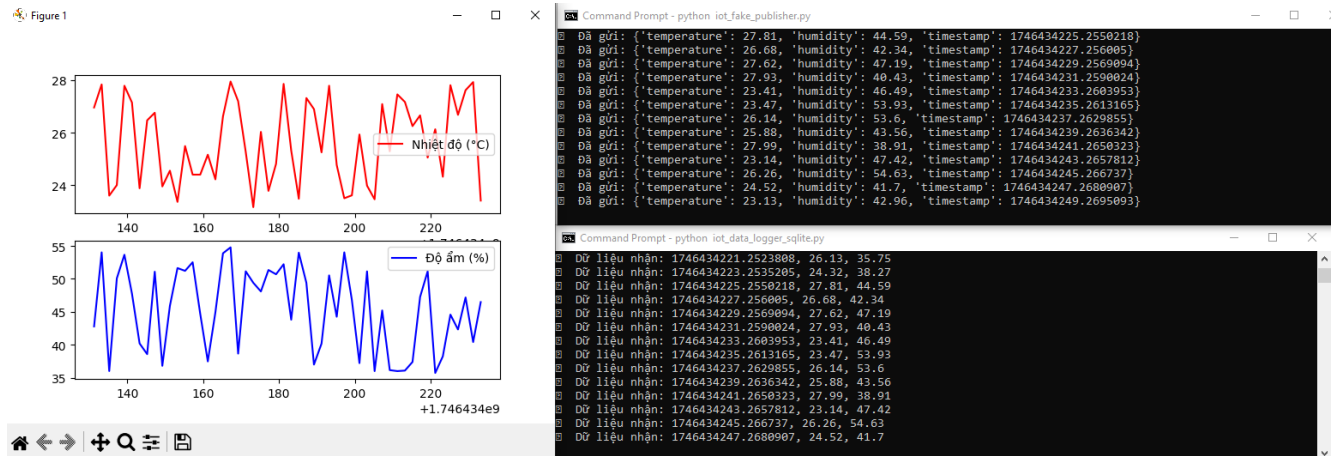 Figure 1
28
26
24
Nhiệt độ (°C)
140
160
180
200
220
55
50
45
40
35
Độ ẩm (%)
140
160
180
200
220
+1.746434e9
Command Prompt - python iot_fake_publisher.py
Đã gửi: {'temperature': 27.81, 'humidity': 44.59, 'timestamp': 1746434225.2550218}
Đã gửi: {'temperature': 26.68, 'humidity': 42.34, 'timestamp': 1746434227.256005}
Đã gửi: {'temperature': 27.62, 'humidity': 47.19, 'timestamp': 1746434229.2569094}
Đã gửi: {'temperature': 27.93, 'humidity': 40.43, 'timestamp': 1746434231.2590024}
Đã gửi: {'temperature': 23.41, 'humidity': 46.49, 'timestamp': 1746434233.2603953}
Đã gửi: {'temperature': 23.47, 'humidity': 53.93, 'timestamp': 1746434235.2613165}
Đã gửi: {'temperature': 26.14, 'humidity': 53.6, 'timestamp': 1746434237.2629855}
Đã gửi: {'temperature': 25.88, 'humidity': 43.56, 'timestamp': 1746434239.2636342}
Đã gửi: {'temperature': 27.99, 'humidity': 38.91, 'timestamp': 1746434241.2650323}
Đã gửi: {'temperature': 23.14, 'humidity': 47.42, 'timestamp': 1746434243.2657812}
Đã gửi: {'temperature': 26.26, 'humidity': 54.63, 'timestamp': 1746434245.266737}
Đã gửi: {'temperature': 24.52, 'humidity': 41.7, 'timestamp': 1746434247.2680907}
Đã gửi: {'temperature': 23.13, 'humidity': 42.96, 'timestamp': 1746434249.2695093}
Command Prompt - python iot_data_logger_sqlite.py
Dữ liệu nhận: 1746434221.2523808, 26.13, 35.75
Dữ liệu nhận: 1746434223.2535205, 24.32, 38.27
Dữ liệu nhận: 1746434225.2550218, 27.81, 44.59
Dữ liệu nhận: 1746434227.256005, 26.68, 42.34
Dữ liệu nhận: 1746434229.2569094, 27.62, 47.19
Dữ liệu nhận: 1746434231.2590024, 27.93, 40.43
Dữ liệu nhận: 1746434233.2603953, 23.41, 46.49
Dữ liệu nhận: 1746434235.2613165, 23.47, 53.93
Dữ liệu nhận: 1746434237.2629855, 26.14, 53.6
Dữ liệu nhận: 1746434239.2636342, 25.88, 43.56
Dữ liệu nhận: 1746434241.2650323, 27.99, 38.91
Dữ liệu nhận: 1746434243.2657812, 23.14, 47.42
Dữ liệu nhận: 1746434245.266737, 26.26, 54.63
Dữ liệu nhận: 1746434247.2680907, 24.52, 41.7